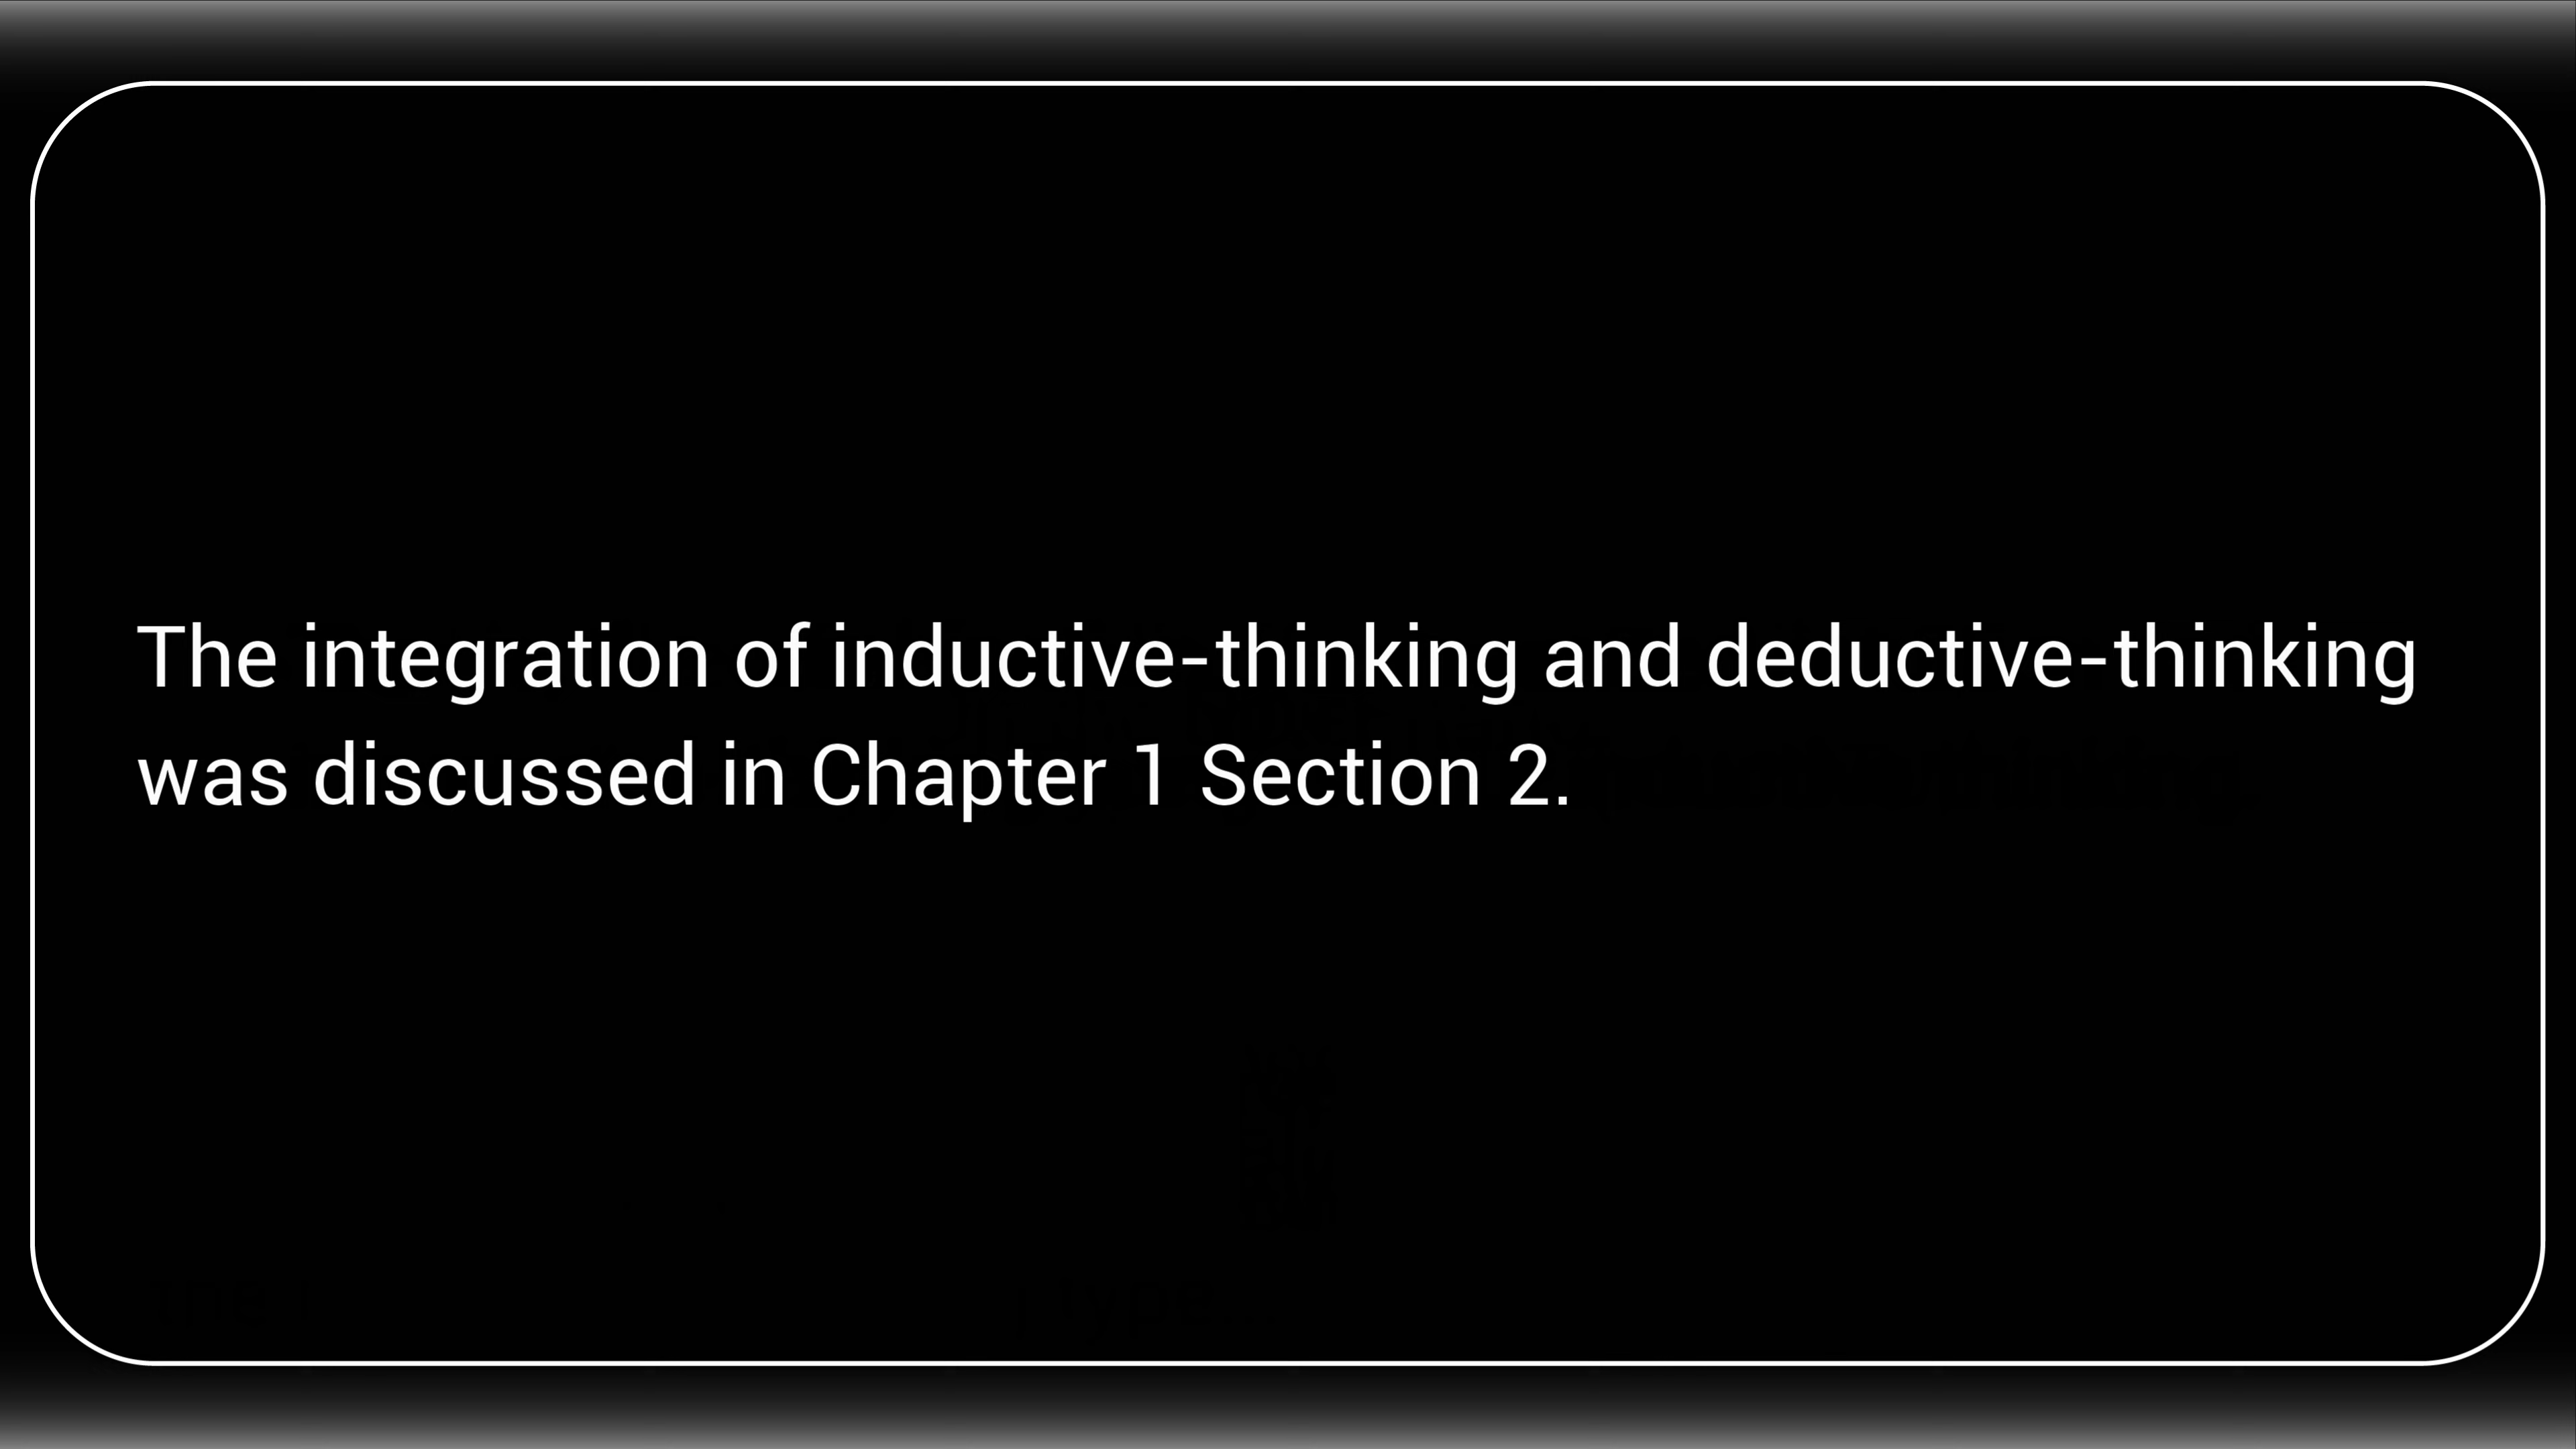 The integration of inductive-thinking and deductive-thinking
was discussed in Chapter 1 Section 2.